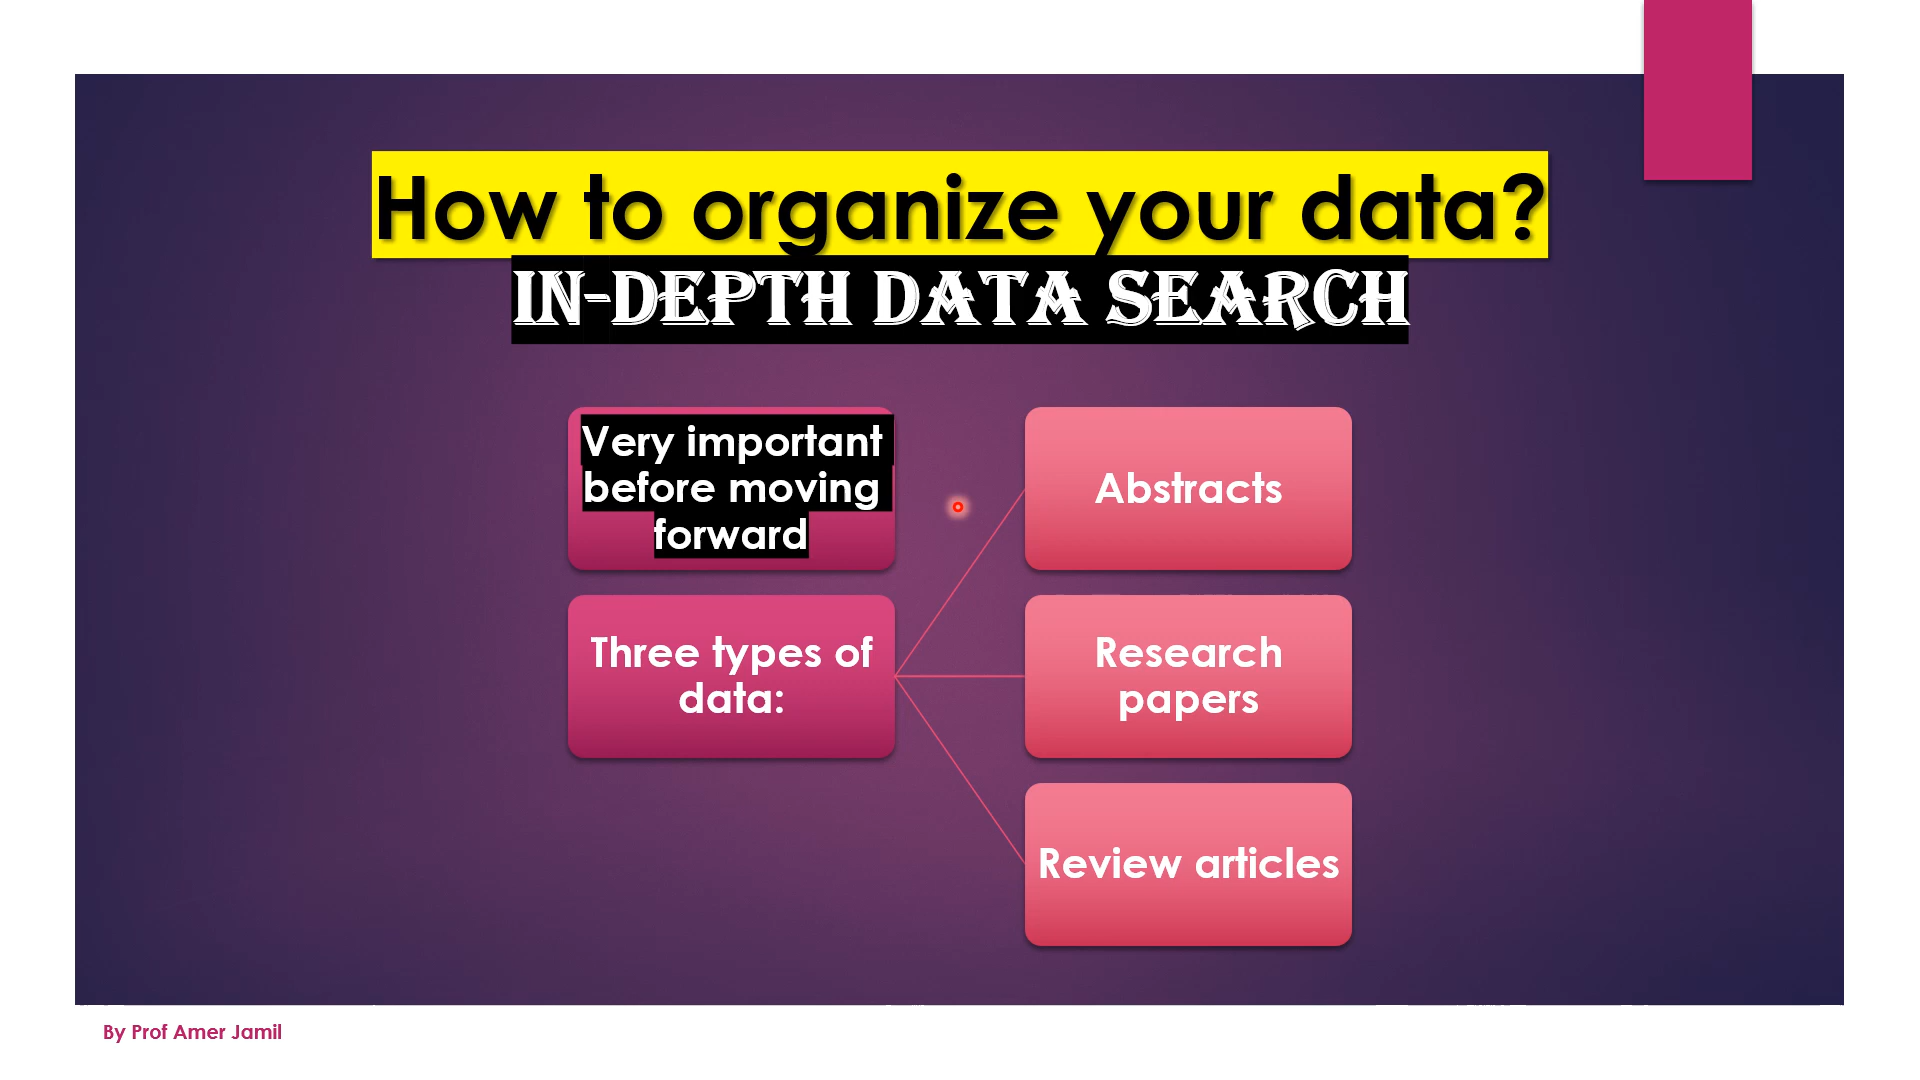 How to organize your data?
IN-DEPTH DATA SEARCH
Very important
before moving
forward
Three types of
data:
Abstracts
Research
papers
Review articles
By Prof Amer Jamil